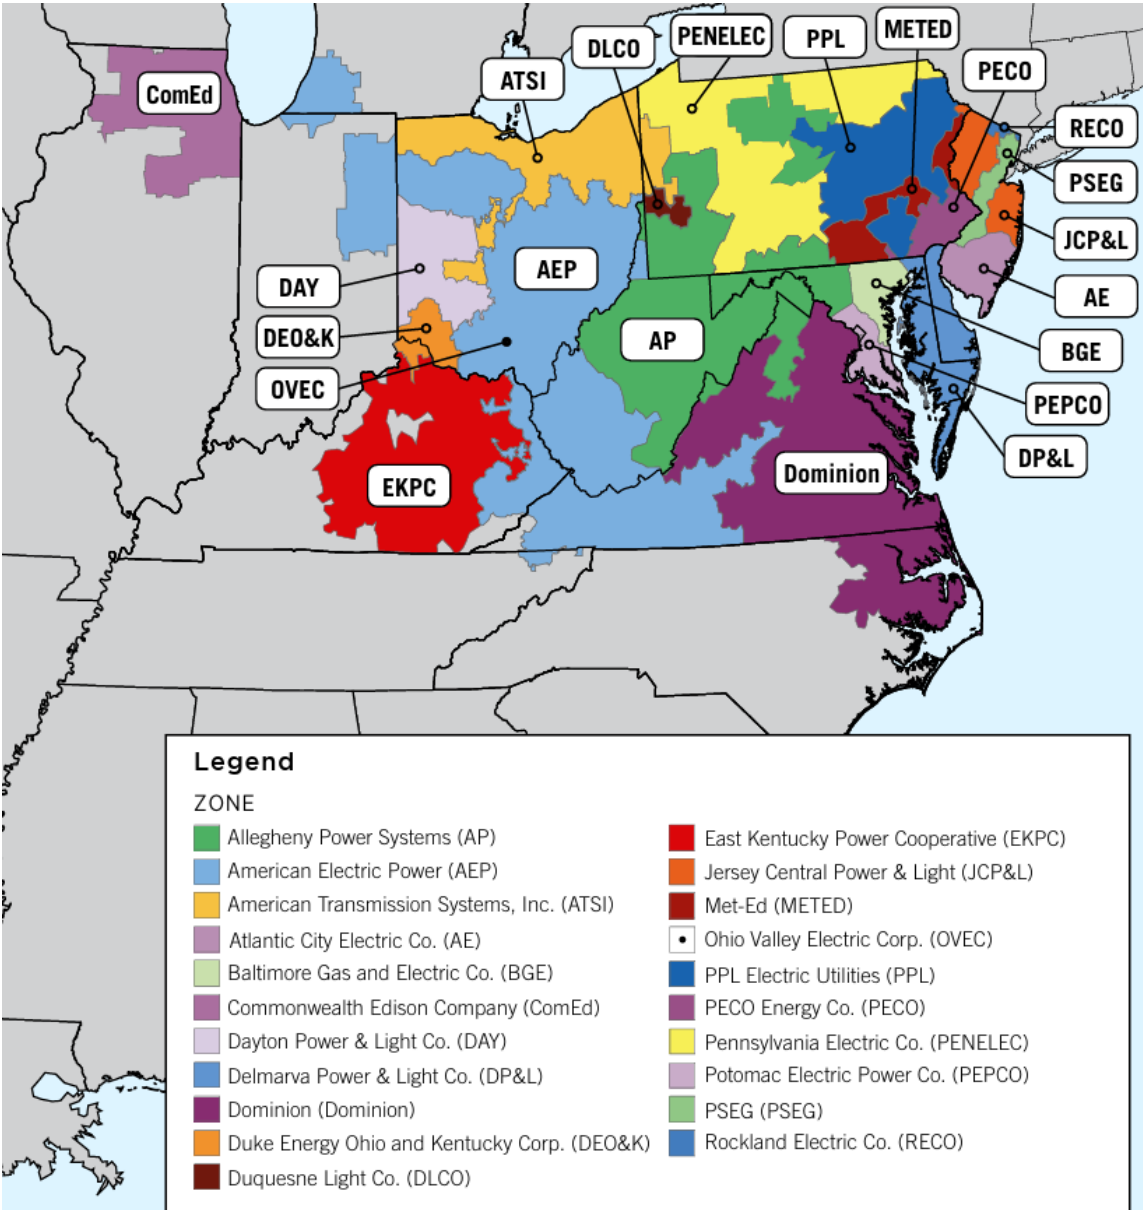 DLCO
PENELEC
PPL
METED
ATSI
PECO
ComEd
RECO
PSEG
JCP&L
DAY
AEP
AE
DEO&K
AP
BGE
OVEC
PEPCO
EKPC
Dominion
DP&L
Legend
ZONE
Allegheny Power Systems (AP)
American Electric Power (AEP)
American Transmission Systems, Inc. (ATSI)
Atlantic City Electric Co. (AE)
Baltimore Gas and Electric Co. (BGE)
Commonwealth Edison Company (ComEd)
Dayton Power & Light Co. (DAY)
Delmarva Power & Light Co. (DP&L)
Dominion (Dominion)
Duke Energy Ohio and Kentucky Corp. (DEO&K)
Duquesne Light Co. (DLCO)
East Kentucky Power Cooperative (EKPC)
Jersey Central Power & Light (JCP&L)
Met-Ed (METED)
Ohio Valley Electric Corp. (OVEC)
PPL Electric Utilities (PPL)
PECO Energy Co. (PECO)
Pennsylvania Electric Co. (PENELEC)
Potomac Electric Power Co. (PEPCO)
PSEG (PSEG)
Rockland Electric Co. (RECO)